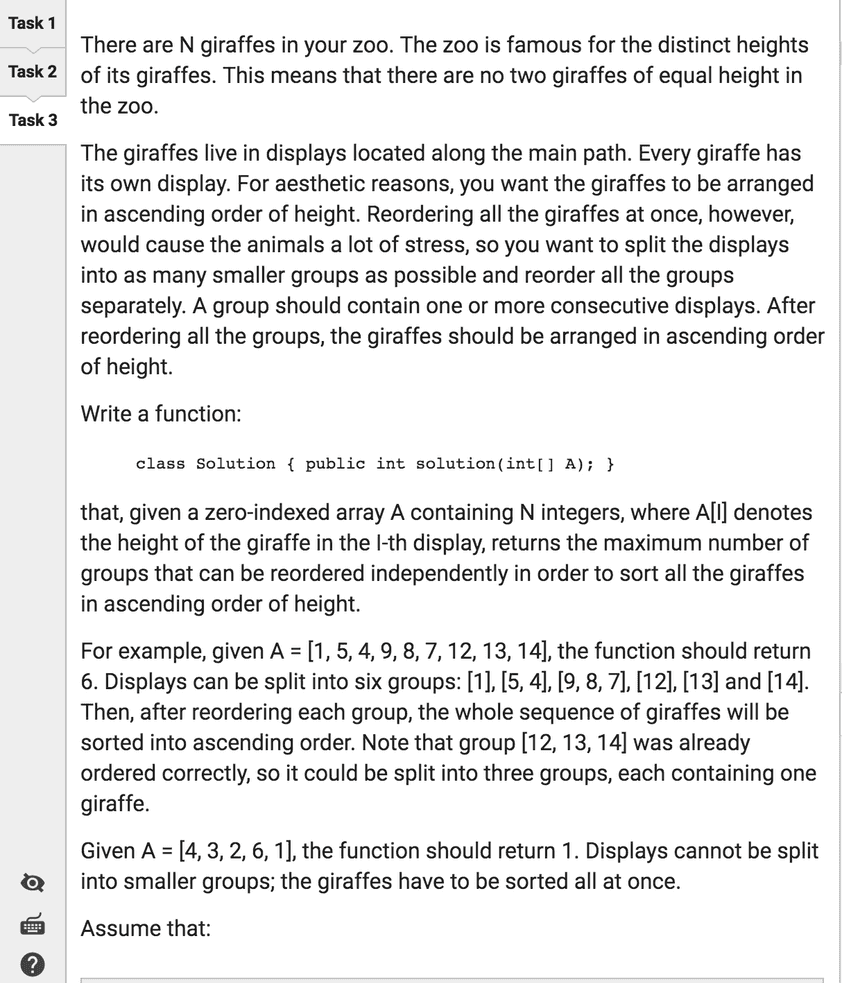 Task 1
Task 2
Task 3
There are N giraffes in your zoo. The zoo is famous for the distinct heights
of its giraffes. This means that there are no two giraffes of equal height in
the zoo.
The giraffes live in displays located along the main path. Every giraffe has
its own display. For aesthetic reasons, you want the giraffes to be arranged
in ascending order of height. Reordering all the giraffes at once, however,
would cause the animals a lot of stress, so you want to split the displays
into as many smaller groups as possible and reorder all the groups
separately. A group should contain one or more consecutive displays. After
reordering all the groups, the giraffes should be arranged in ascending order
of height.
Write a function:
class Solution { public int solution(int[] A); }
that, given a zero-indexed array A containing N integers, where A[I] denotes
the height of the giraffe in the I-th display, returns the maximum number of
groups that can be reordered independently in order to sort all the giraffes
in ascending order of height.
For example, given A = [1, 5, 4, 9, 8, 7, 12, 13, 14], the function should return
6. Displays can be split into six groups: [1], [5, 4], [9, 8, 7], [12], [13] and [14].
Then, after reordering each group, the whole sequence of giraffes will be
sorted into ascending order. Note that group [12, 13, 14] was already
ordered correctly, so it could be split into three groups, each containing one
giraffe.
Given A = [4, 3, 2, 6, 1], the function should return 1. Displays cannot be split
into smaller groups; the giraffes have to be sorted all at once.
Assume that:
?